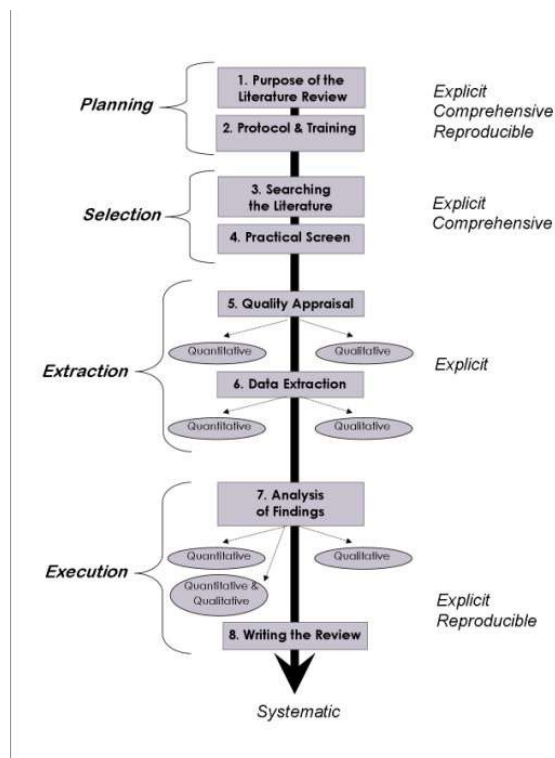 Planning
1. Purpose of the
Literature Review
2. Protocol & Training
Explicit
Comprehensive
Reproducible
Selection
3. Searching
the Literature
4. Practical Screen
Explicit
Comprehensive
Extraction
5. Quality Appraisal
Quantitative
Qualitative
6. Data Extraction
Quantitative
Qualitative
Explicit
Execution
7. Analysis
of Findings
Quantitative
Qualitative
Quantitative &
Qualitative
8. Writing the Review
Explicit
Reproducible
Systematic